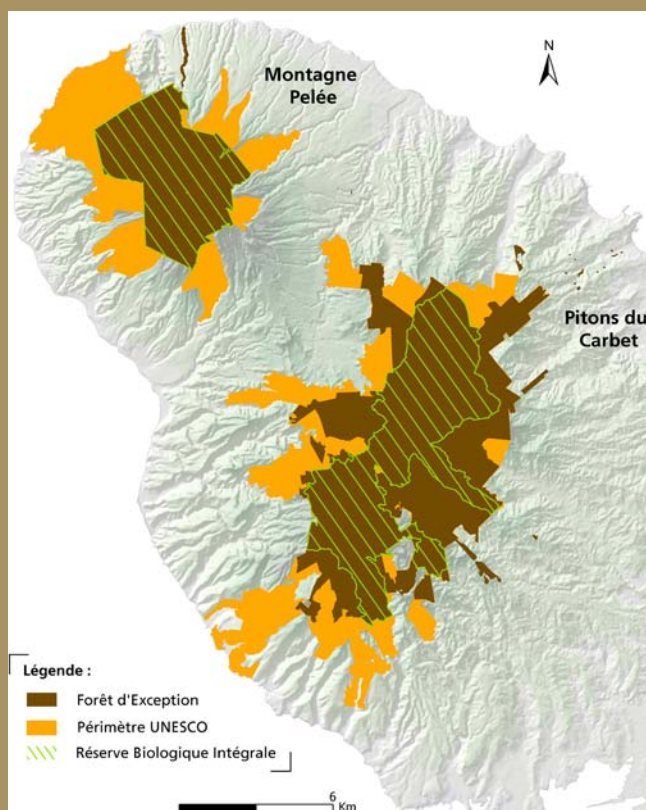 N
Montagne
Pelée
Pitons du
Carbet
Légende :
Forêt d'Exception
Périmètre UNESCO
Réserve Biologique Intégrale
6
Km